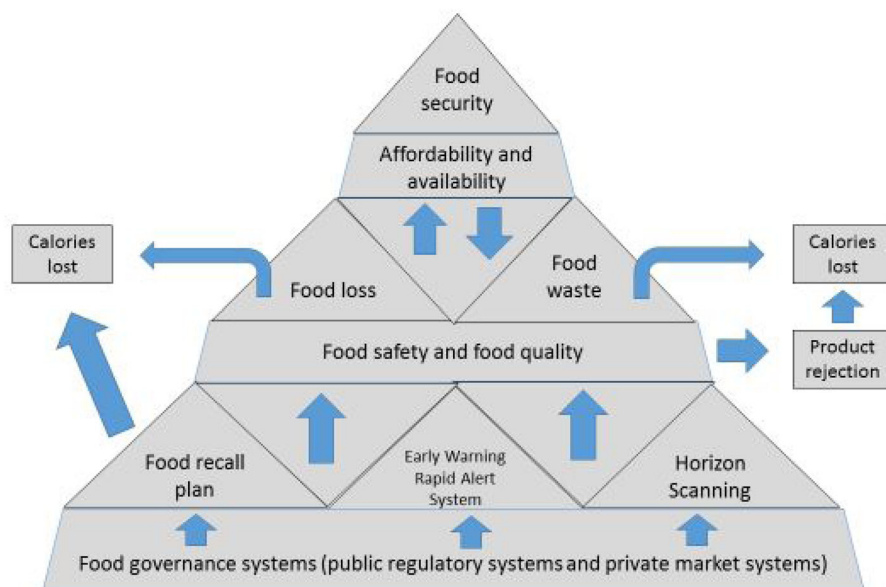 Food
security
Affordability and
availability
Calories
lost
Food loss
Food
waste
Calories
lost
Food safety and food quality
Product
rejection
Food recall
plan
Early Warning
Rapid Alert
System
Horizon
Scanning
Food governance systems (public regulatory systems and private market systems)